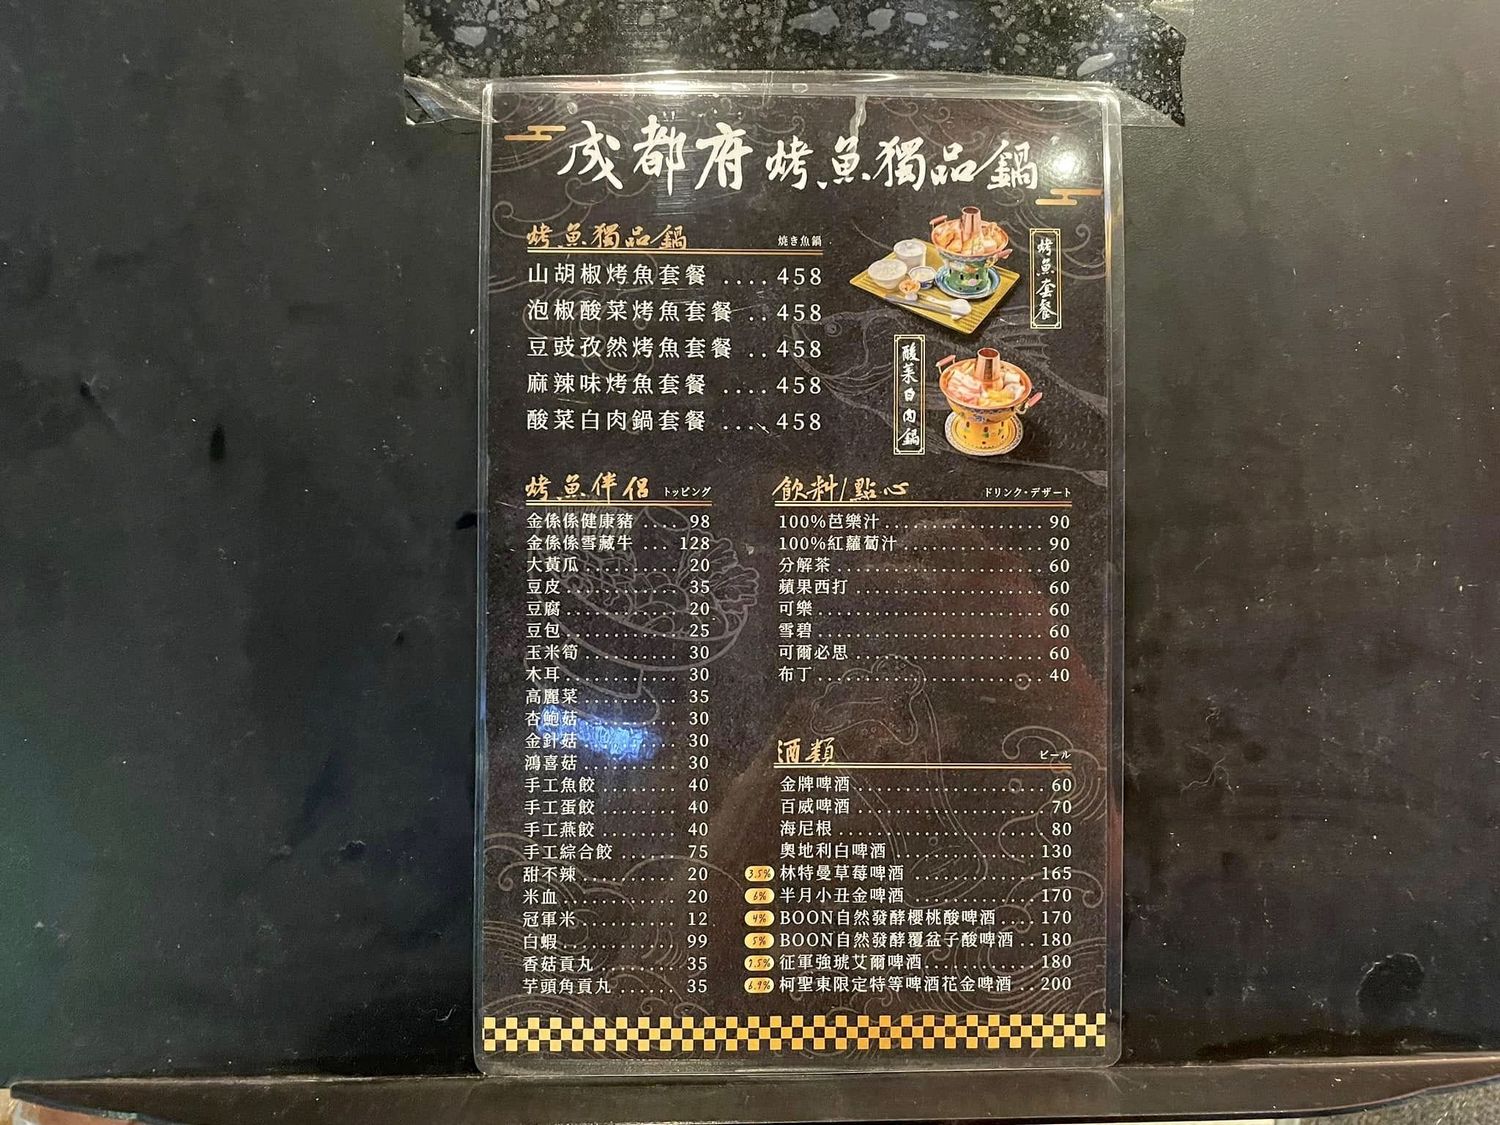 成都府 烤魚獨品鍋
烤魚獨品鍋 焼き魚鍋
山胡椒烤魚套餐 .... 458
泡椒酸菜烤魚套餐 .. 458
豆豉孜然烤魚套餐 .. 458
麻辣味烤魚套餐 .... 458
酸菜白肉鍋套餐 .... 458
烤魚套餐
酸菜白肉鍋
烤魚伴侶 トッピング
金係係健康豬 .... 98
金係係雪藏牛 ... 128
大黃瓜 .......... 20
豆皮 ............ 35
豆腐 ............ 20
豆包 ............ 25
玉米筍 .......... 30
木耳 ............ 30
高麗菜 .......... 35
杏鮑菇 .......... 30
金針菇 .......... 30
鴻喜菇 .......... 30
手工魚餃 ........ 40
手工蛋餃 ........ 40
手工燕餃 ........ 40
手工綜合餃 ...... 75
甜不辣 .......... 20
米血 ............ 20
冠軍米 .......... 12
白蝦 ............ 99
香菇貢丸 ........ 35
芋頭角貢丸 ...... 35
飲料/點心 ドリンク・デザート
100%芭樂汁 ................. 90
100%紅蘿蔔汁 ............... 90
分解茶 ..................... 60
蘋果西打 ................... 60
可樂 ....................... 60
雪碧 ....................... 60
可爾必思 ................... 60
布丁 ....................... 40
酒類 ビール
金牌啤酒 ................... 60
百威啤酒 ................... 70
海尼根 ..................... 80
奧地利白啤酒 .............. 130
3.5% 林特曼草莓啤酒 ............ 165
6% 半月小丑金啤酒 ............ 170
4% BOON自然發酵櫻桃酸啤酒 .... 170
5% BOON自然發酵覆盆子酸啤酒 .. 180
7.5% 征軍強琥艾爾啤酒 .......... 180
6.9% 柯聖東限定特等啤酒花金啤酒 .. 200